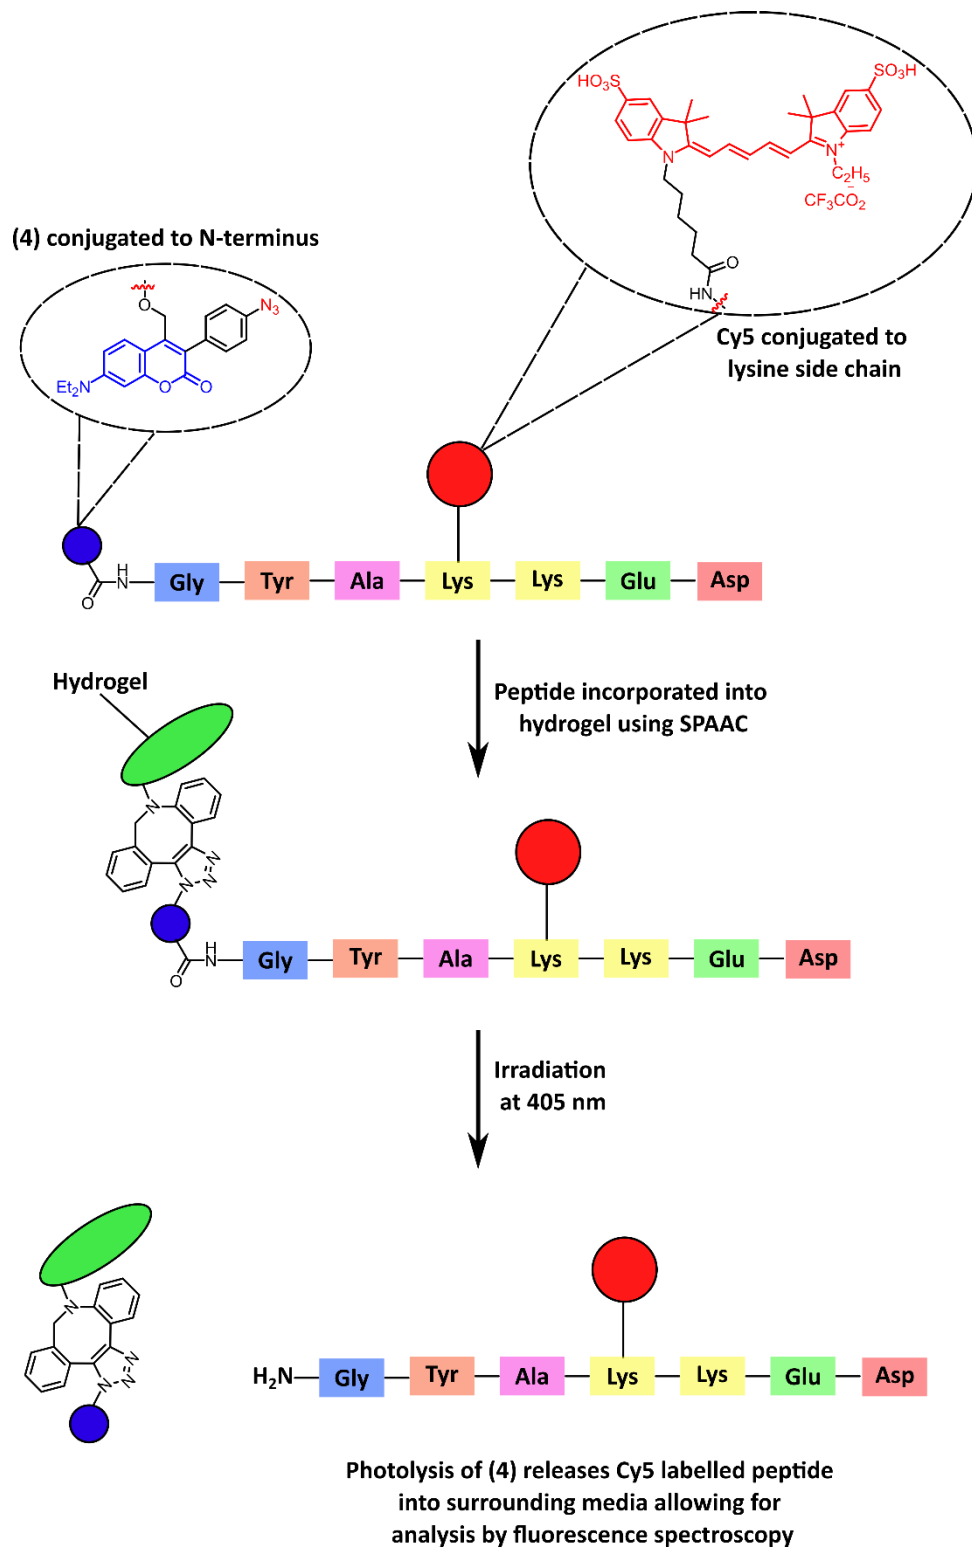 SO₃H
HO₃S
N
N⁺
C₂H₅
CF₃CO₂⁻
O
HN
Cy5 conjugated to
lysine side chain
(4) conjugated to N-terminus
N₃
O
Et₂N
O
O
O
H
N
Gly
Tyr
Ala
Lys
Lys
Glu
Asp
Peptide incorporated into
hydrogel using SPAAC
Hydrogel
N
N
N
N
O
H
N
Gly
Tyr
Ala
Lys
Lys
Glu
Asp
Irradiation
at 405 nm
N
N
N
N
H₂N
Gly
Tyr
Ala
Lys
Lys
Glu
Asp
Photolysis of (4) releases Cy5 labelled peptide
into surrounding media allowing for
analysis by fluorescence spectroscopy